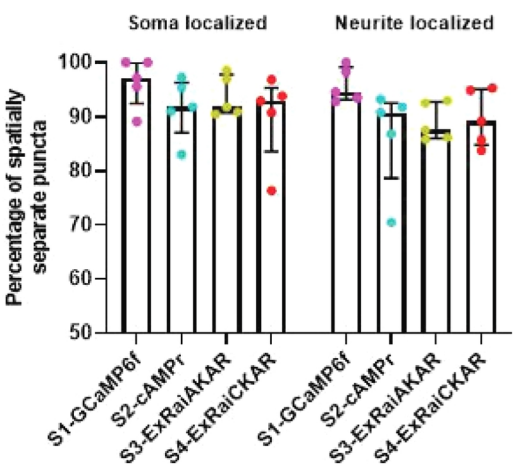 Soma localized
Neurite localized
Percentage of spatially
separate puncta
100
90
80
70
60
50
S1-GCaMP6f
S2-cAMPr
S3-ExRaiAKAR
S4-ExRaiCKAR
S1-GCaMP6f
S2-cAMPr
S3-ExRaiAKAR
S4-ExRaiCKAR